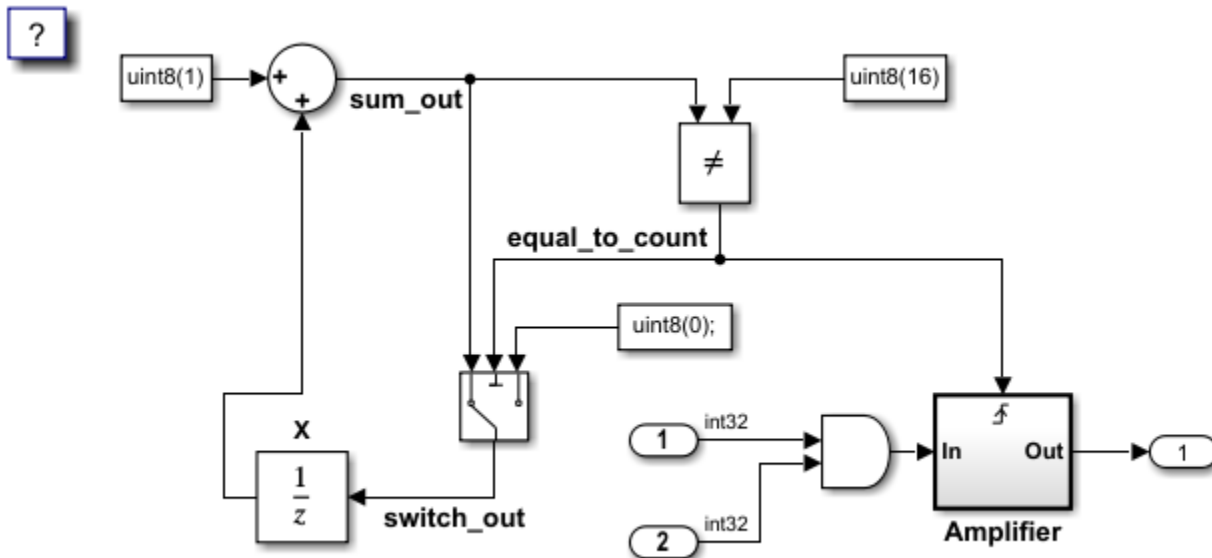 ?
uint8(1)
+
+
sum_out
uint8(16)
≠
equal_to_count
uint8(0);
X
1
z
switch_out
1
int32
2
int32
In
Out
Amplifier
1